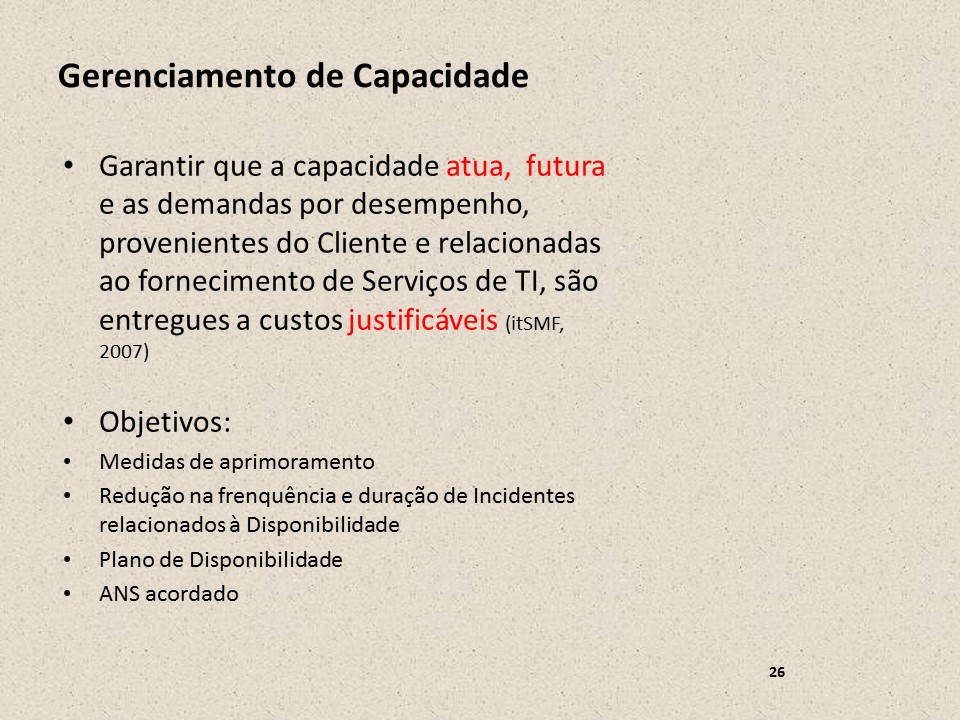 Gerenciamento de Capacidade
• Garantir que a capacidade atua, futura
e as demandas por desempenho,
provenientes do Cliente e relacionadas
ao fornecimento de Serviços de TI, são
entregues a custos justificáveis (itSMF,
2007)
• Objetivos:
• Medidas de aprimoramento
• Redução na frenquência e duração de Incidentes
relacionados à Disponibilidade
• Plano de Disponibilidade
• ANS acordado
26